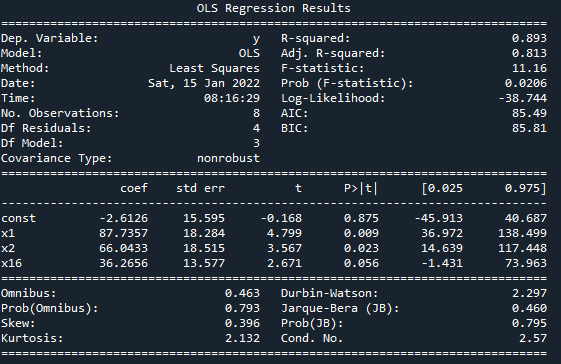 OLS Regression Results
==============================================================================
Dep. Variable:                      y   R-squared:                       0.893
Model:                            OLS   Adj. R-squared:                  0.813
Method:                 Least Squares   F-statistic:                     11.16
Date:                Sat, 15 Jan 2022   Prob (F-statistic):             0.0206
Time:                        08:16:29   Log-Likelihood:                -38.744
No. Observations:                   8   AIC:                             85.49
Df Residuals:                       4   BIC:                             85.81
Df Model:                           3
Covariance Type:            nonrobust
==============================================================================
                 coef    std err          t      P>|t|      [0.025      0.975]
------------------------------------------------------------------------------
const         -2.6126     15.595     -0.168      0.875     -45.913      40.687
x1            87.7357     18.284      4.799      0.009      36.972     138.499
x2            66.0433     18.515      3.567      0.023      14.639     117.448
x16           36.2656     13.577      2.671      0.056      -1.431      73.963
==============================================================================
Omnibus:                        0.463   Durbin-Watson:                   2.297
Prob(Omnibus):                  0.793   Jarque-Bera (JB):                0.460
Skew:                           0.396   Prob(JB):                        0.795
Kurtosis:                       2.132   Cond. No.                         2.57
==============================================================================